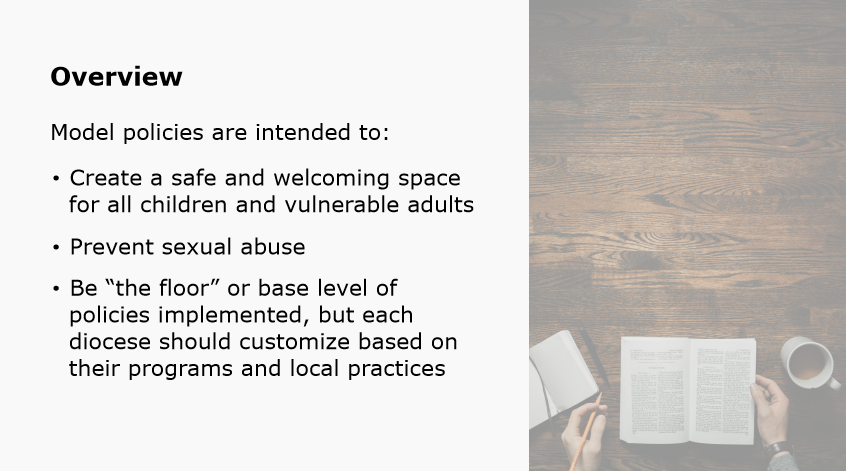 Overview
Model policies are intended to:
• Create a safe and welcoming space
for all children and vulnerable adults
• Prevent sexual abuse
• Be “the floor” or base level of
policies implemented, but each
diocese should customize based on
their programs and local practices